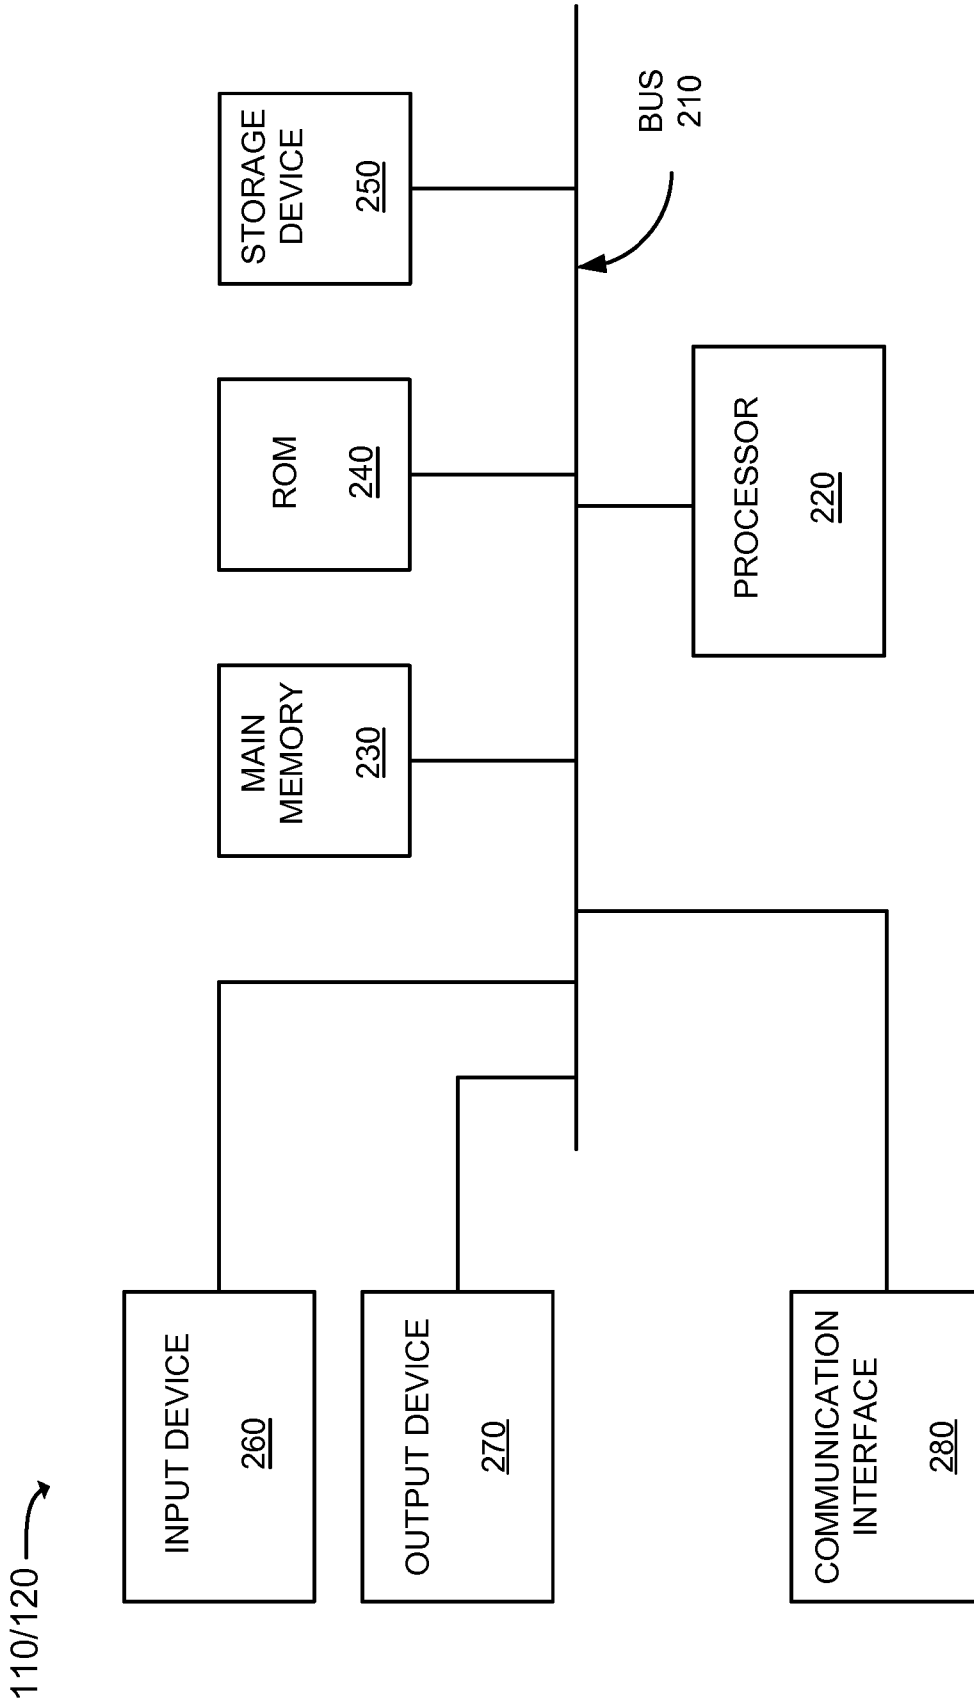 110/120
INPUT DEVICE
260
OUTPUT DEVICE
270
COMMUNICATION
INTERFACE
280
MAIN
MEMORY
230
ROM
240
STORAGE
DEVICE
250
PROCESSOR
220
BUS
210